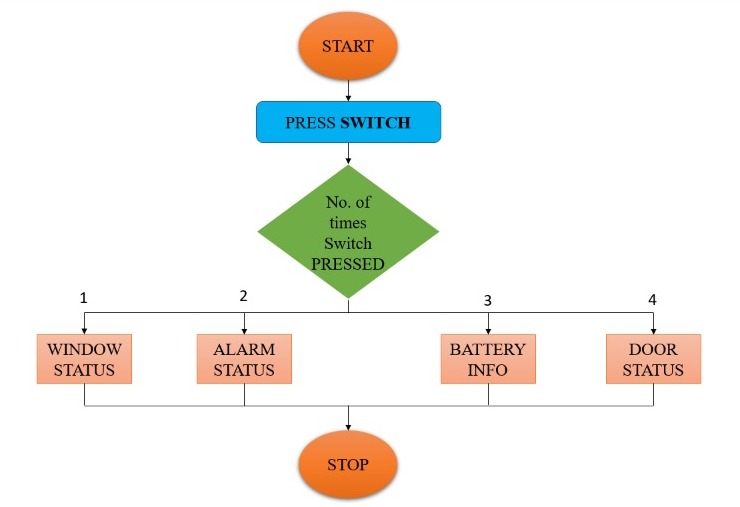 START
PRESS SWITCH
No. of
times
Switch
PRESSED
1
2
3
4
WINDOW
STATUS
ALARM
STATUS
BATTERY
INFO
DOOR
STATUS
STOP